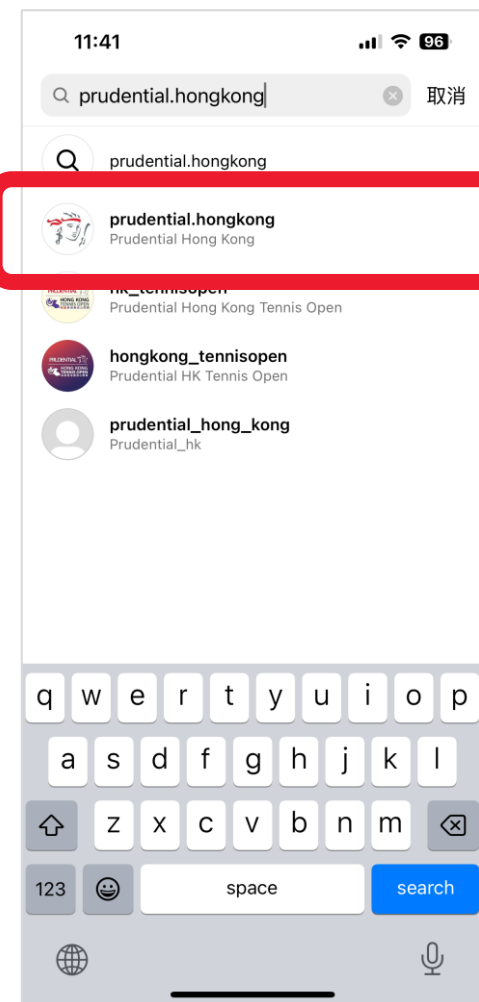 11:41
96
prudential.hongkong
取消
prudential.hongkong
prudential.hongkong
Prudential Hong Kong
hk_tennisopen
Prudential Hong Kong Tennis Open
hongkong_tennisopen
Prudential HK Tennis Open
prudential_hong_kong
Prudential_hk
q w e r t y u i o p
a s d f g h j k l
z x c v b n m
123 space search